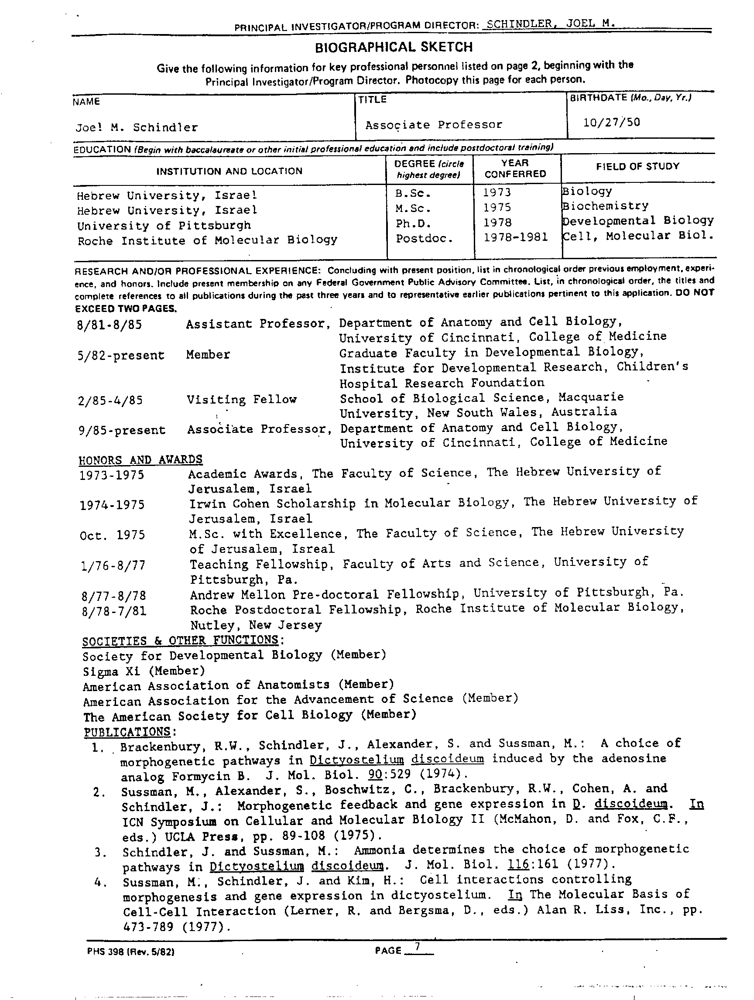 PRINCIPAL INVESTIGATOR/PROGRAM DIRECTOR: SCHINDLER, JOEL M.
BIOGRAPHICAL SKETCH
Give the following information for key professional personnel listed on page 2, beginning with the
Principal Investigator/Program Director. Photocopy this page for each person.
NAME TITLE BIRTHDATE (Mo., Day, Yr.)
Joel M. Schindler Associate Professor 10/27/50
EDUCATION (Begin with baccalaureate or other initial professional education and include postdoctoral training)
INSTITUTION AND LOCATION DEGREE (circle highest degree) YEAR CONFERRED FIELD OF STUDY
Hebrew University, Israel B.Sc. 1973 Biology
Hebrew University, Israel M.Sc. 1975 Biochemistry
University of Pittsburgh Ph.D. 1978 Developmental Biology
Roche Institute of Molecular Biology Postdoc. 1978-1981 Cell, Molecular Biol.
RESEARCH AND/OR PROFESSIONAL EXPERIENCE: Concluding with present position, list in chronological order previous employment, experi-
ence, and honors. Include present membership on any Federal Government Public Advisory Committee. List, in chronological order, the titles and
complete references to all publications during the past three years and to representative earlier publications pertinent to this application. DO NOT
EXCEED TWO PAGES.
8/81-8/85 Assistant Professor, Department of Anatomy and Cell Biology,
University of Cincinnati, College of Medicine
5/82-present Member Graduate Faculty in Developmental Biology,
Institute for Developmental Research, Children's
Hospital Research Foundation
2/85-4/85 Visiting Fellow School of Biological Science, Macquarie
University, New South Wales, Australia
9/85-present Associate Professor, Department of Anatomy and Cell Biology,
University of Cincinnati, College of Medicine
HONORS AND AWARDS
1973-1975 Academic Awards, The Faculty of Science, The Hebrew University of
Jerusalem, Israel
1974-1975 Irwin Cohen Scholarship in Molecular Biology, The Hebrew University of
Jerusalem, Israel
Oct. 1975 M.Sc. with Excellence, The Faculty of Science, The Hebrew University
of Jerusalem, Isreal
1/76-8/77 Teaching Fellowship, Faculty of Arts and Science, University of
Pittsburgh, Pa.
8/77-8/78 Andrew Mellon Pre-doctoral Fellowship, University of Pittsburgh, Pa.
8/78-7/81 Roche Postdoctoral Fellowship, Roche Institute of Molecular Biology,
Nutley, New Jersey
SOCIETIES & OTHER FUNCTIONS:
Society for Developmental Biology (Member)
Sigma Xi (Member)
American Association of Anatomists (Member)
American Association for the Advancement of Science (Member)
The American Society for Cell Biology (Member)
PUBLICATIONS:
1. Brackenbury, R.W., Schindler, J., Alexander, S. and Sussman, M.: A choice of
morphogenetic pathways in Dictyostelium discoideum induced by the adenosine
analog Formycin B. J. Mol. Biol. 90:529 (1974).
2. Sussman, M., Alexander, S., Boschwitz, C., Brackenbury, R.W., Cohen, A. and
Schindler, J.: Morphogenetic feedback and gene expression in D. discoideum. In
ICN Symposium on Cellular and Molecular Biology II (McMahon, D. and Fox, C.F.,
eds.) UCLA Press, pp. 89-108 (1975).
3. Schindler, J. and Sussman, M.: Ammonia determines the choice of morphogenetic
pathways in Dictyostelium discoideum. J. Mol. Biol. 116:161 (1977).
4. Sussman, M., Schindler, J. and Kim, H.: Cell interactions controlling
morphogenesis and gene expression in dictyostelium. In The Molecular Basis of
Cell-Cell Interaction (Lerner, R. and Bergsma, D., eds.) Alan R. Liss, Inc., pp.
473-789 (1977).
PHS 398 (Rev. 5/82) PAGE 7